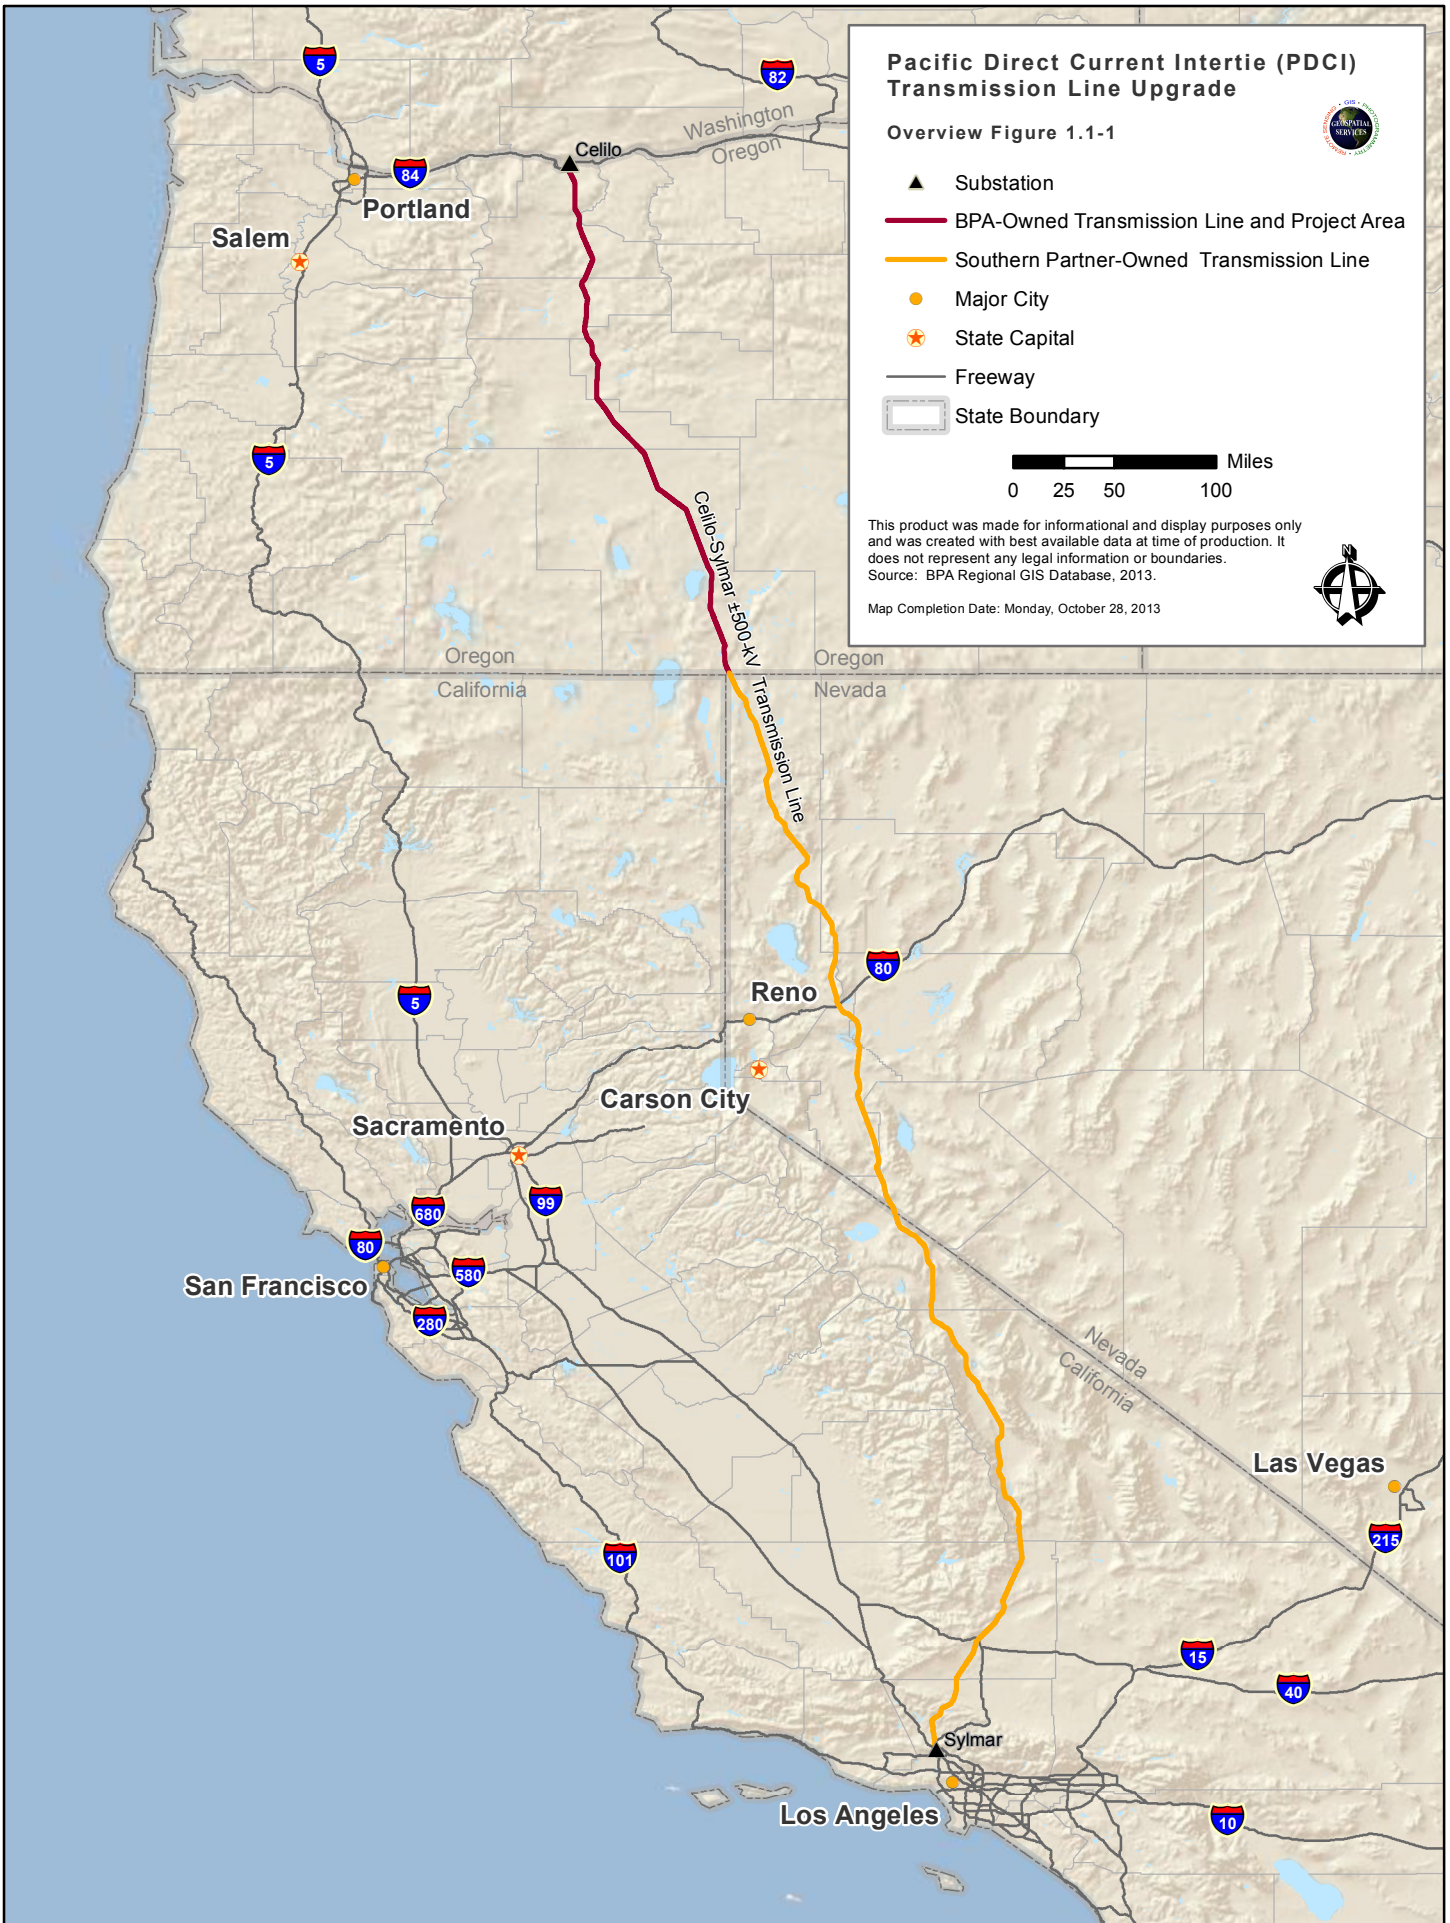 Pacific Direct Current Intertie (PDCI)
Transmission Line Upgrade
Overview Figure 1.1-1
REMOTE SENSING • GIS • PHOTOGRAMMETRY
GEOSPATIAL
SERVICES
Substation
BPA-Owned Transmission Line and Project Area
Southern Partner-Owned Transmission Line
Major City
State Capital
Freeway
State Boundary
Miles
0 25 50 100
This product was made for informational and display purposes only
and was created with best available data at time of production. It
does not represent any legal information or boundaries.
Source: BPA Regional GIS Database, 2013.
Map Completion Date: Monday, October 28, 2013
N
5
82
Washington
Oregon
Celilo
84
Portland
Salem
5
Celilo-Sylmar ±500-kV Transmission Line
Oregon
California
Oregon
Nevada
80
Reno
5
Carson City
Sacramento
99
680
80
580
San Francisco
280
Nevada
California
Las Vegas
215
101
15
40
Sylmar
Los Angeles
10